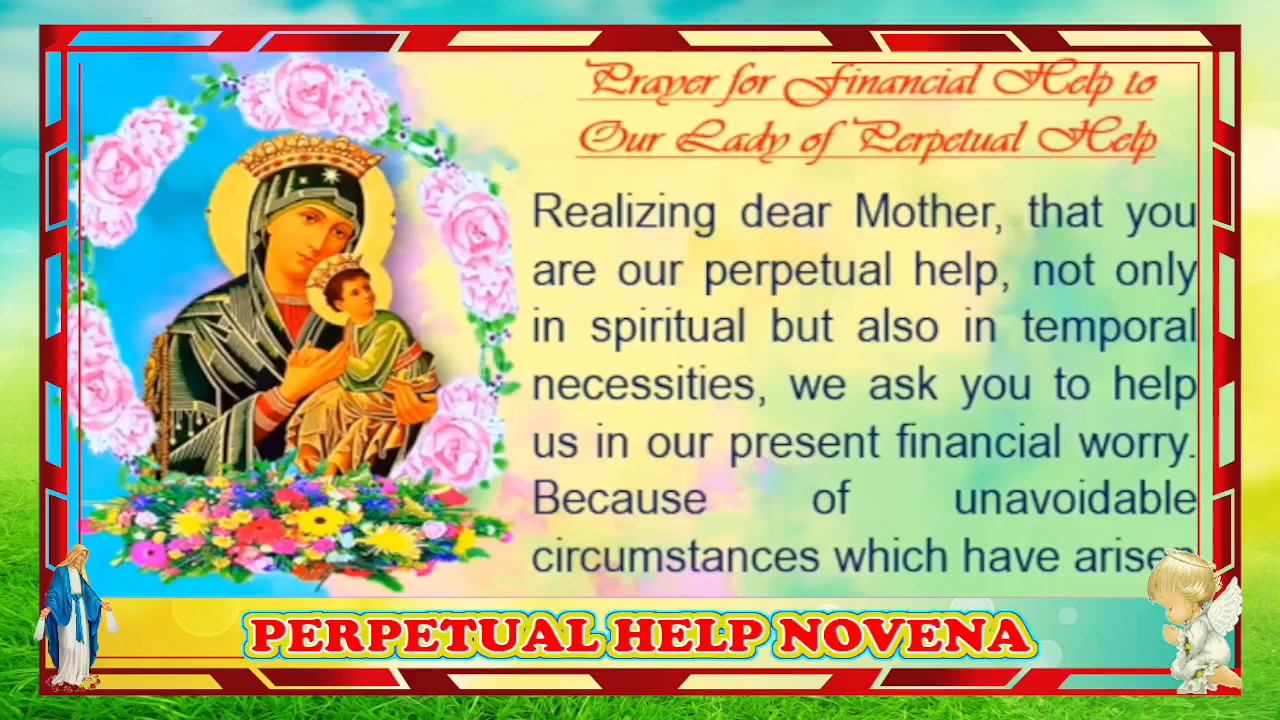 Prayer for Financial Help to
Our Lady of Perpetual Help
Realizing dear Mother, that you
are our perpetual help, not only
in spiritual but also in temporal
necessities, we ask you to help
us in our present financial worry.
Because of unavoidable
circumstances which have arisen
PERPETUAL HELP NOVENA